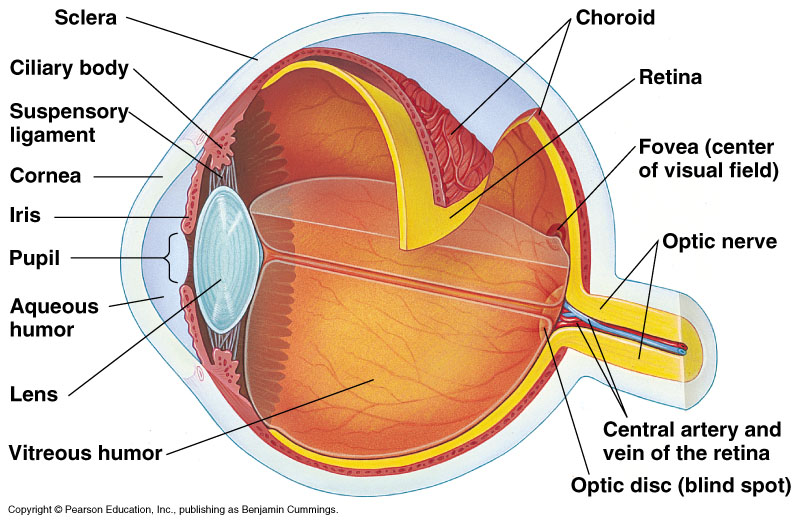 Sclera
Choroid
Ciliary body
Retina
Suspensory
ligament
Fovea (center
of visual field)
Cornea
Iris
Optic nerve
Pupil
Aqueous
humor
Lens
Central artery and
vein of the retina
Vitreous humor
Optic disc (blind spot)
Copyright © Pearson Education, Inc., publishing as Benjamin Cummings.